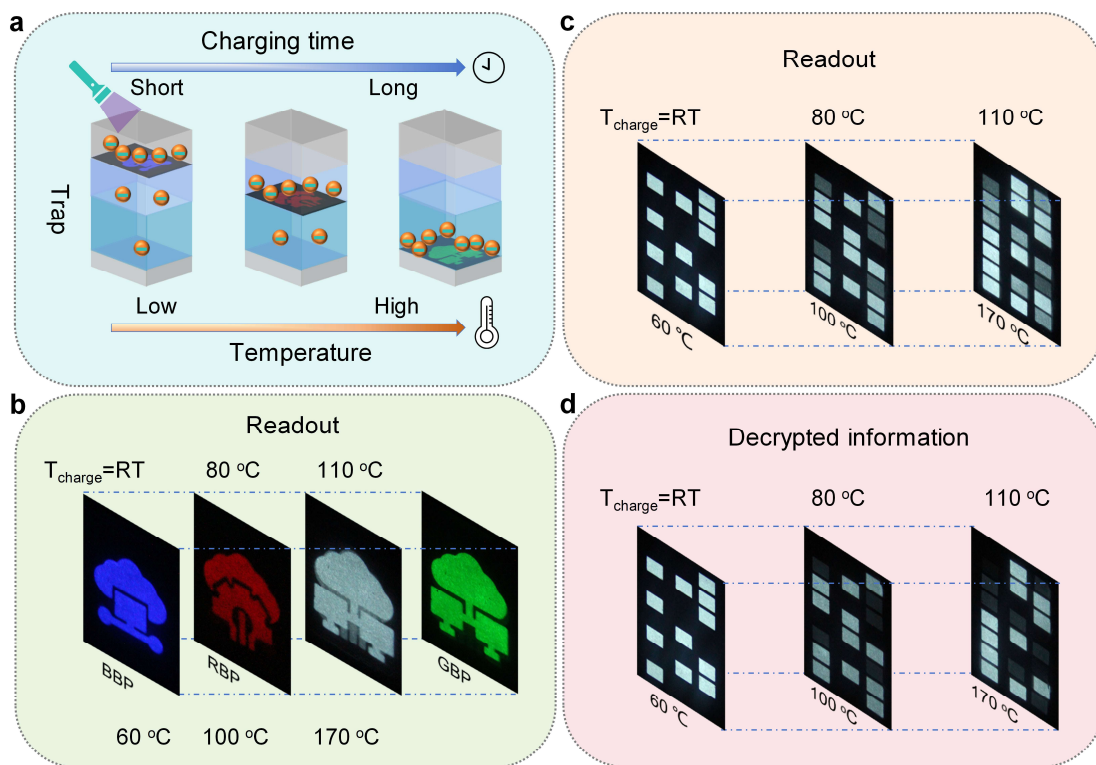 a
Charging time
Short
Long
Trap
Low
High
Temperature
b
Readout
T_charge=RT
80 °C
110 °C
BBP
RBP
GBP
60 °C
100 °C
170 °C
c
Readout
T_charge=RT
80 °C
110 °C
60 °C
100 °C
170 °C
d
Decrypted information
T_charge=RT
80 °C
110 °C
60 °C
100 °C
170 °C